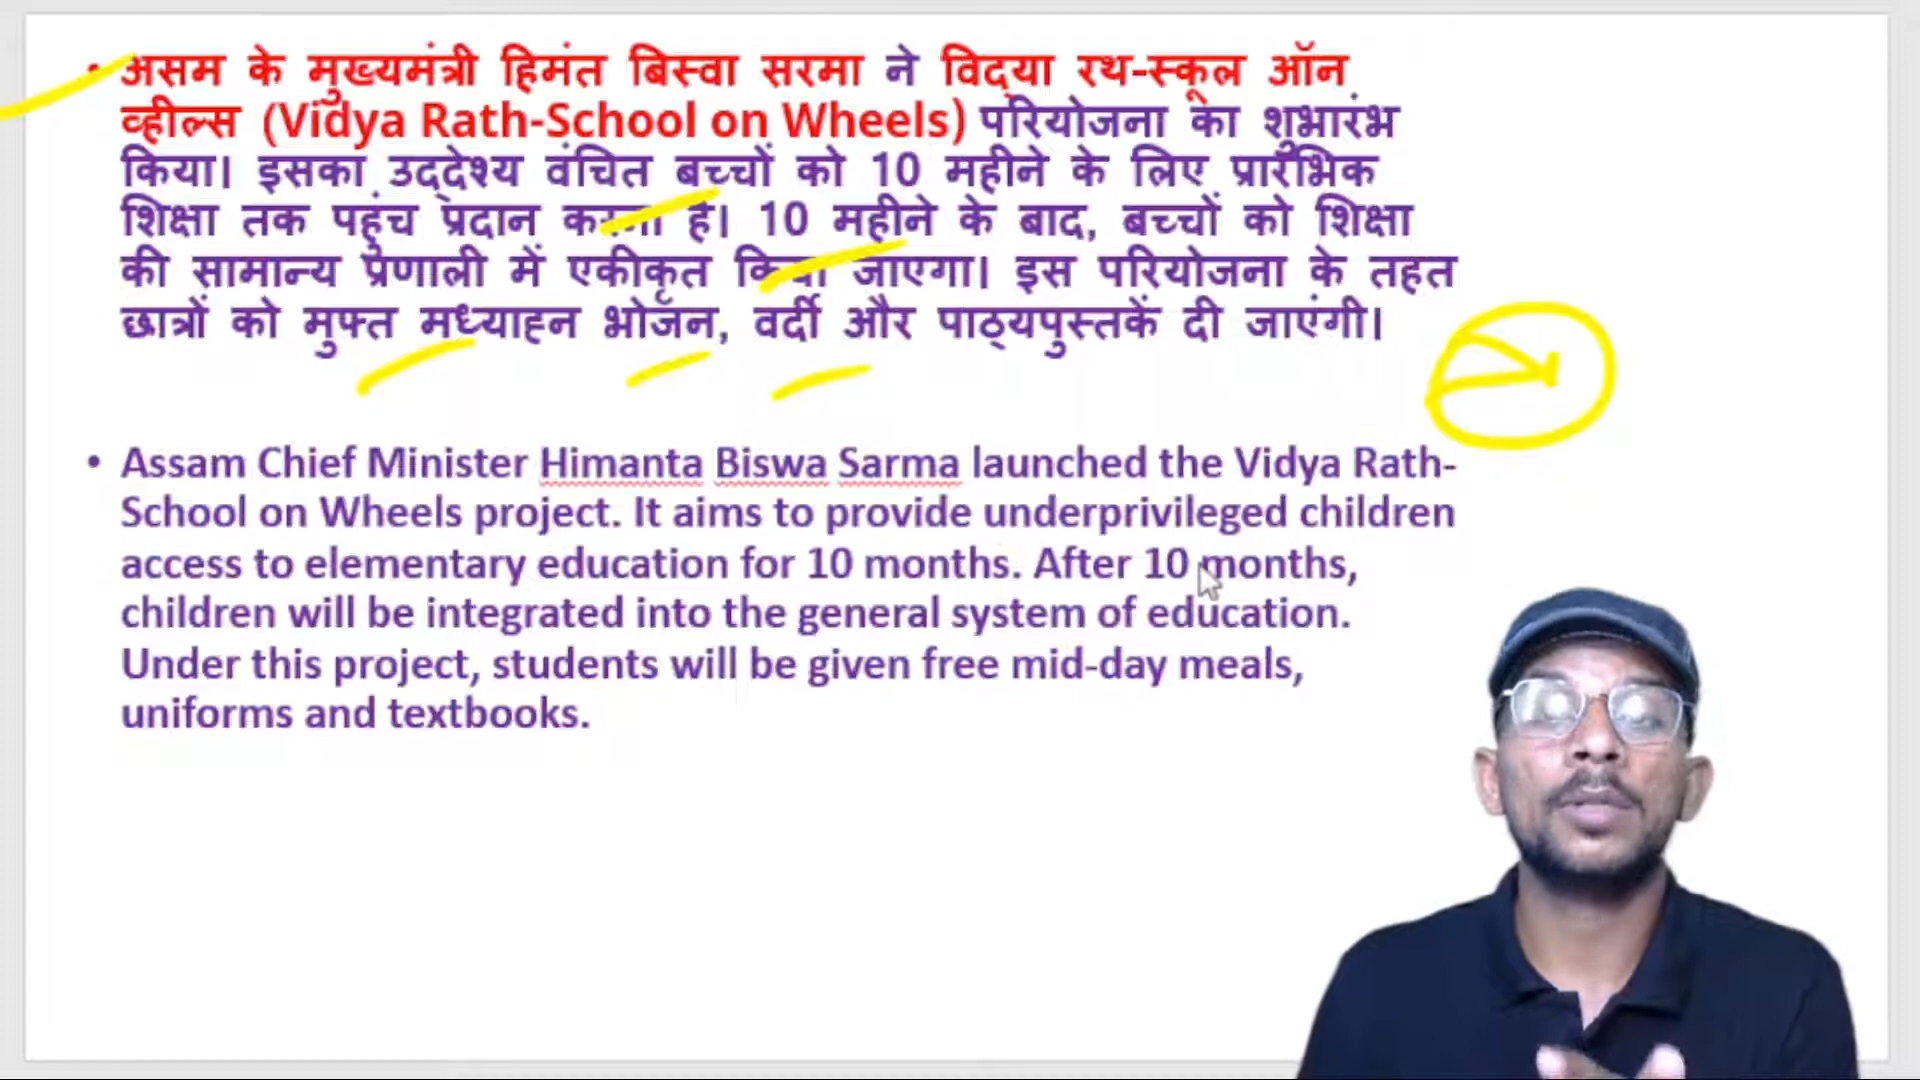 • असम के मुख्यमंत्री हिमंत बिस्वा सरमा ने विद्या रथ-स्कूल ऑन
व्हील्स (Vidya Rath-School on Wheels) परियोजना का शुभारंभ
किया। इसका उद्देश्य वंचित बच्चों को 10 महीने के लिए प्रारंभिक
शिक्षा तक पहुंच प्रदान करना है। 10 महीने के बाद, बच्चों को शिक्षा
की सामान्य प्रणाली में एकीकृत किया जाएगा। इस परियोजना के तहत
छात्रों को मुफ्त मध्याह्न भोजन, वर्दी और पाठ्यपुस्तकें दी जाएंगी।
• Assam Chief Minister Himanta Biswa Sarma launched the Vidya Rath-
School on Wheels project. It aims to provide underprivileged children
access to elementary education for 10 months. After 10 months,
children will be integrated into the general system of education.
Under this project, students will be given free mid-day meals,
uniforms and textbooks.